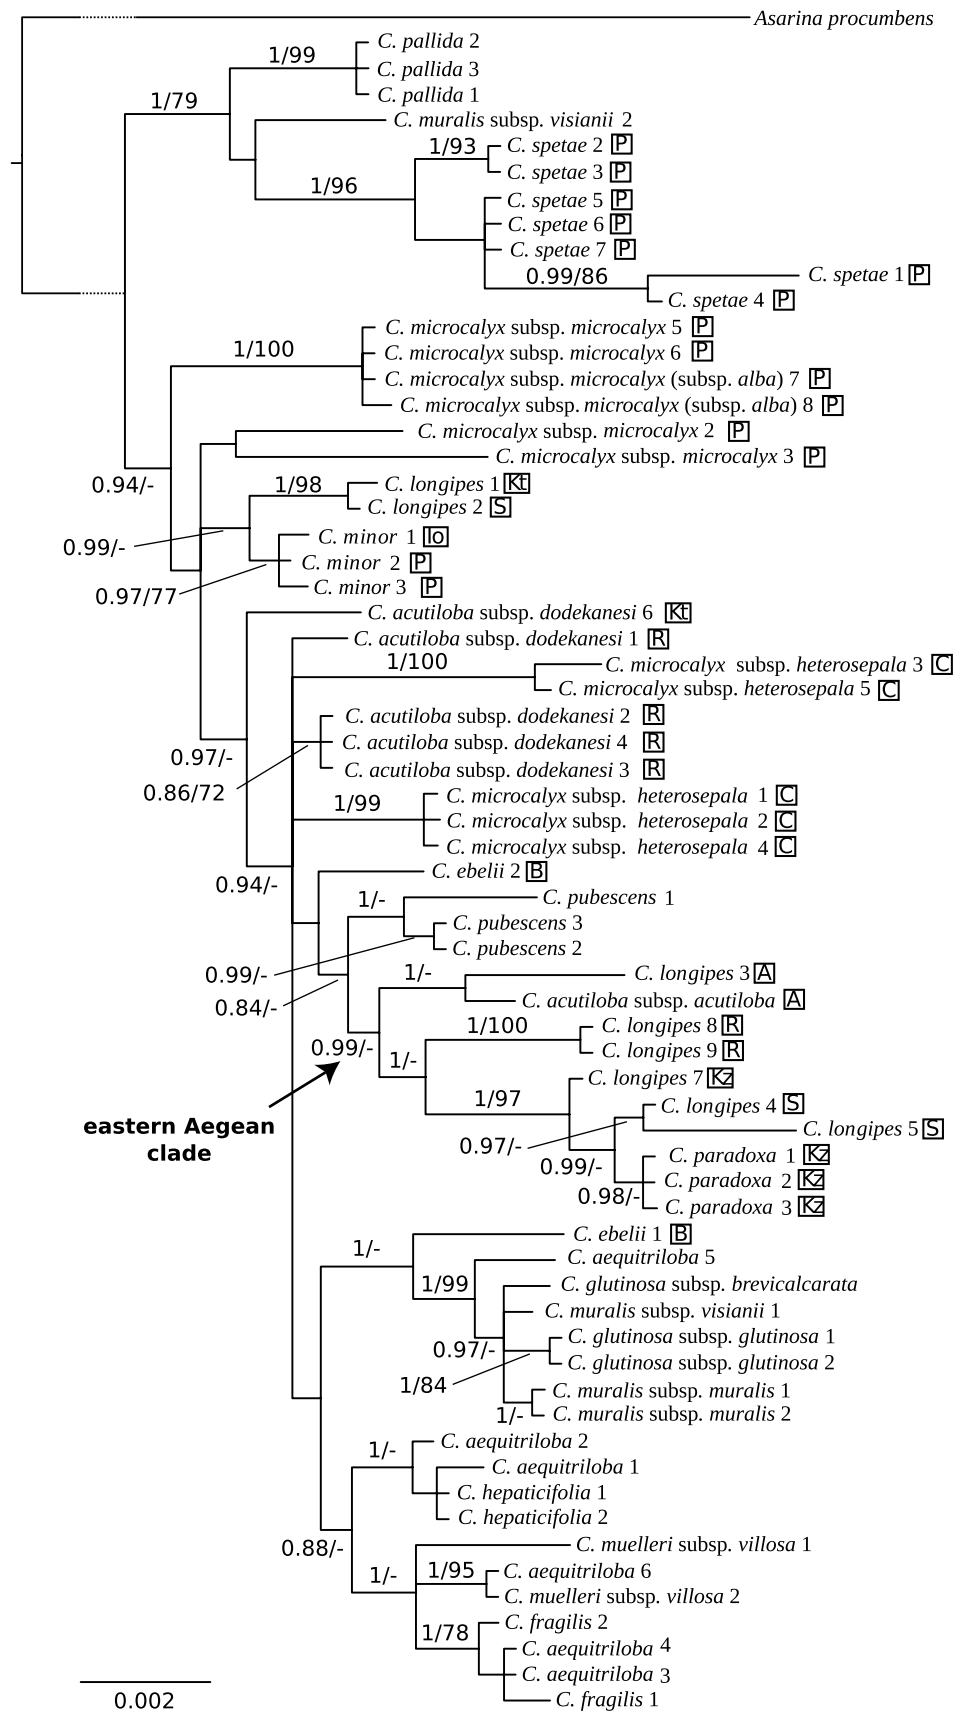 Asarina procumbens
C. pallida 2
1/99
C. pallida 3
C. pallida 1
1/79
C. muralis subsp. visianii 2
1/93
C. spetae 2 P
C. spetae 3 P
1/96
C. spetae 5 P
C. spetae 6 P
C. spetae 7 P
0.99/86
C. spetae 1 P
C. spetae 4 P
C. microcalyx subsp. microcalyx 5 P
1/100
C. microcalyx subsp. microcalyx 6 P
C. microcalyx subsp. microcalyx (subsp. alba) 7 P
C. microcalyx subsp. microcalyx (subsp. alba) 8 P
C. microcalyx subsp. microcalyx 2 P
C. microcalyx subsp. microcalyx 3 P
0.94/-
1/98
C. longipes 1 Kt
C. longipes 2 S
C. minor 1 Io
0.99/-
C. minor 2 P
C. minor 3 P
0.97/77
C. acutiloba subsp. dodekanesi 6 Kt
C. acutiloba subsp. dodekanesi 1 R
1/100
C. microcalyx subsp. heterosepala 3 C
C. microcalyx subsp. heterosepala 5 C
C. acutiloba subsp. dodekanesi 2 R
C. acutiloba subsp. dodekanesi 4 R
0.97/-
C. acutiloba subsp. dodekanesi 3 R
0.86/72
C. microcalyx subsp. heterosepala 1 C
1/99
C. microcalyx subsp. heterosepala 2 C
C. microcalyx subsp. heterosepala 4 C
C. ebelii 2 B
0.94/-
1/-
C. pubescens 1
C. pubescens 3
C. pubescens 2
0.99/-
1/-
C. longipes 3 A
C. acutiloba subsp. acutiloba A
0.84/-
1/100
C. longipes 8 R
C. longipes 9 R
0.99/-
1/-
C. longipes 7 Kz
1/97
C. longipes 4 S
eastern Aegean
clade
C. longipes 5 S
0.97/-
C. paradoxa 1 Kz
0.99/-
C. paradoxa 2 Kz
0.98/-
C. paradoxa 3 Kz
C. ebelii 1 B
1/-
C. aequitriloba 5
1/99
C. glutinosa subsp. brevicalcarata
C. muralis subsp. visianii 1
C. glutinosa subsp. glutinosa 1
0.97/-
C. glutinosa subsp. glutinosa 2
1/84
C. muralis subsp. muralis 1
1/-
C. muralis subsp. muralis 2
C. aequitriloba 2
1/-
C. aequitriloba 1
C. hepaticifolia 1
C. hepaticifolia 2
0.88/-
C. muelleri subsp. villosa 1
1/-
1/95
C. aequitriloba 6
C. muelleri subsp. villosa 2
C. fragilis 2
1/78
C. aequitriloba 4
C. aequitriloba 3
C. fragilis 1
0.002